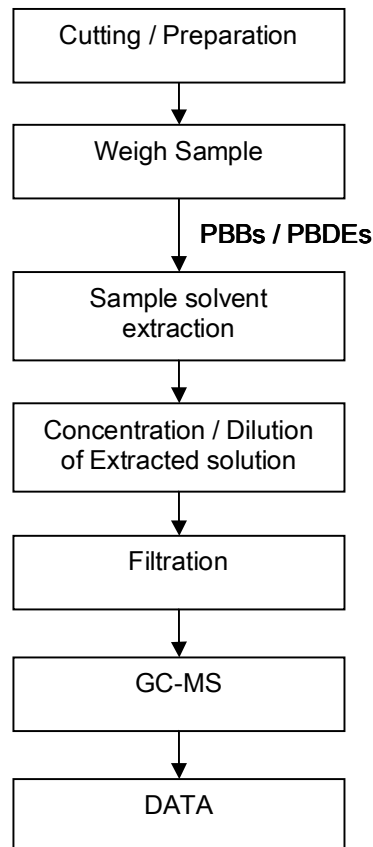 Cutting / Preparation
Weigh Sample
PBBs / PBDEs
Sample solvent
extraction
Concentration / Dilution
of Extracted solution
Filtration
GC-MS
DATA